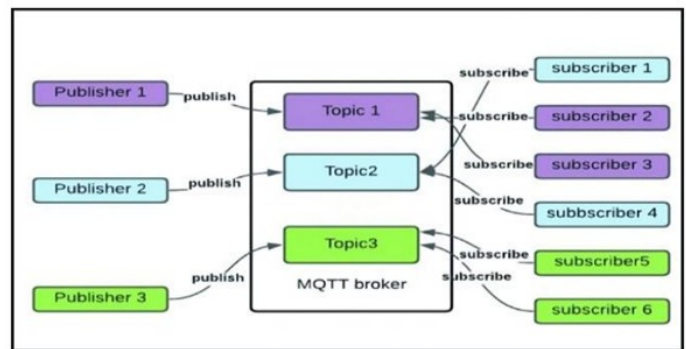 Publisher 1
publish
Publisher 2
publish
Publisher 3
publish
Topic 1
Topic2
Topic3
MQTT broker
subscribe
subscribe
subscribe
subscribe
subscribe
subscribe
subscriber 1
subscriber 2
subscriber 3
subbscriber 4
subscriber5
subscriber 6